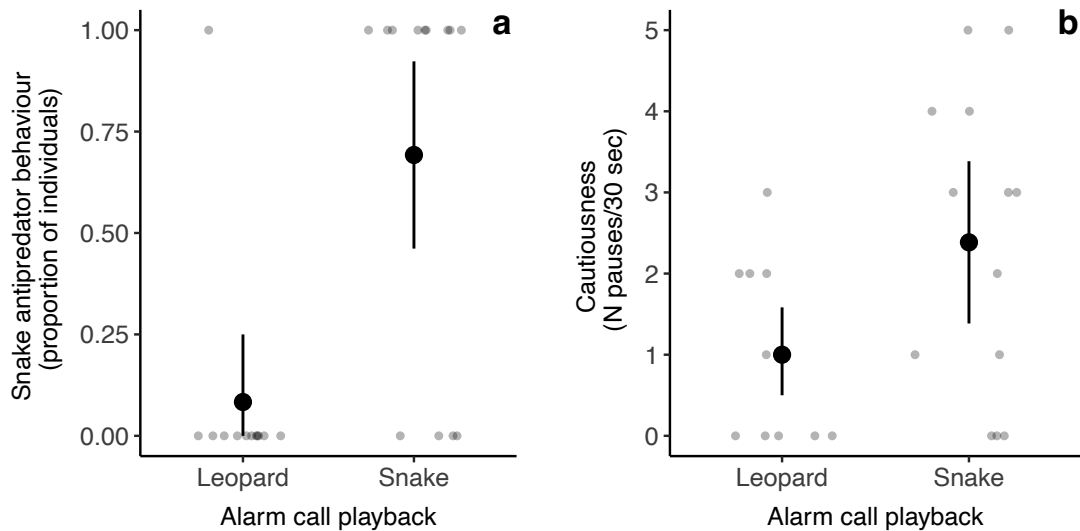 a
Snake antipredator behaviour
(proportion of individuals)
1.00
0.75
0.50
0.25
0.00
Leopard Snake
Alarm call playback
b
Cautiousness
(N pauses/30 sec)
5
4
3
2
1
0
Leopard Snake
Alarm call playback